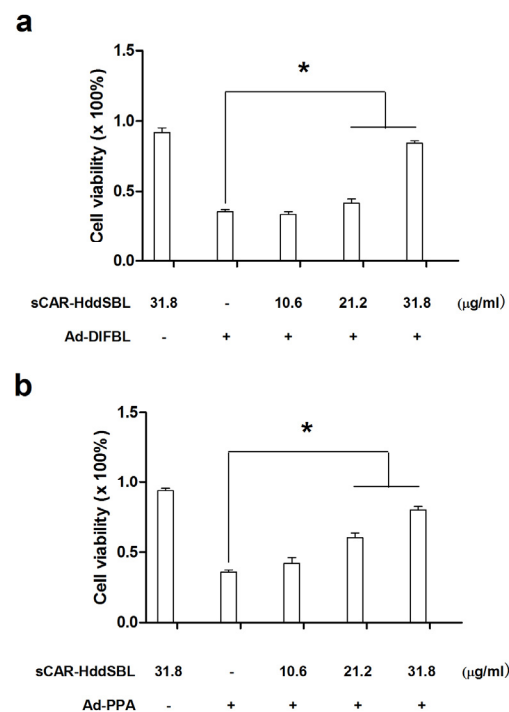 a
1.5
*
1.0
0.5
0.0
Cell viability (x 100%)
sCAR-HddSBL 31.8 - 10.6 21.2 31.8 (μg/ml)
Ad-DIFBL - + + + +
b
1.5
*
1.0
0.5
0.0
Cell viability (x 100%)
sCAR-HddSBL 31.8 - 10.6 21.2 31.8 (μg/ml)
Ad-PPA - + + + +